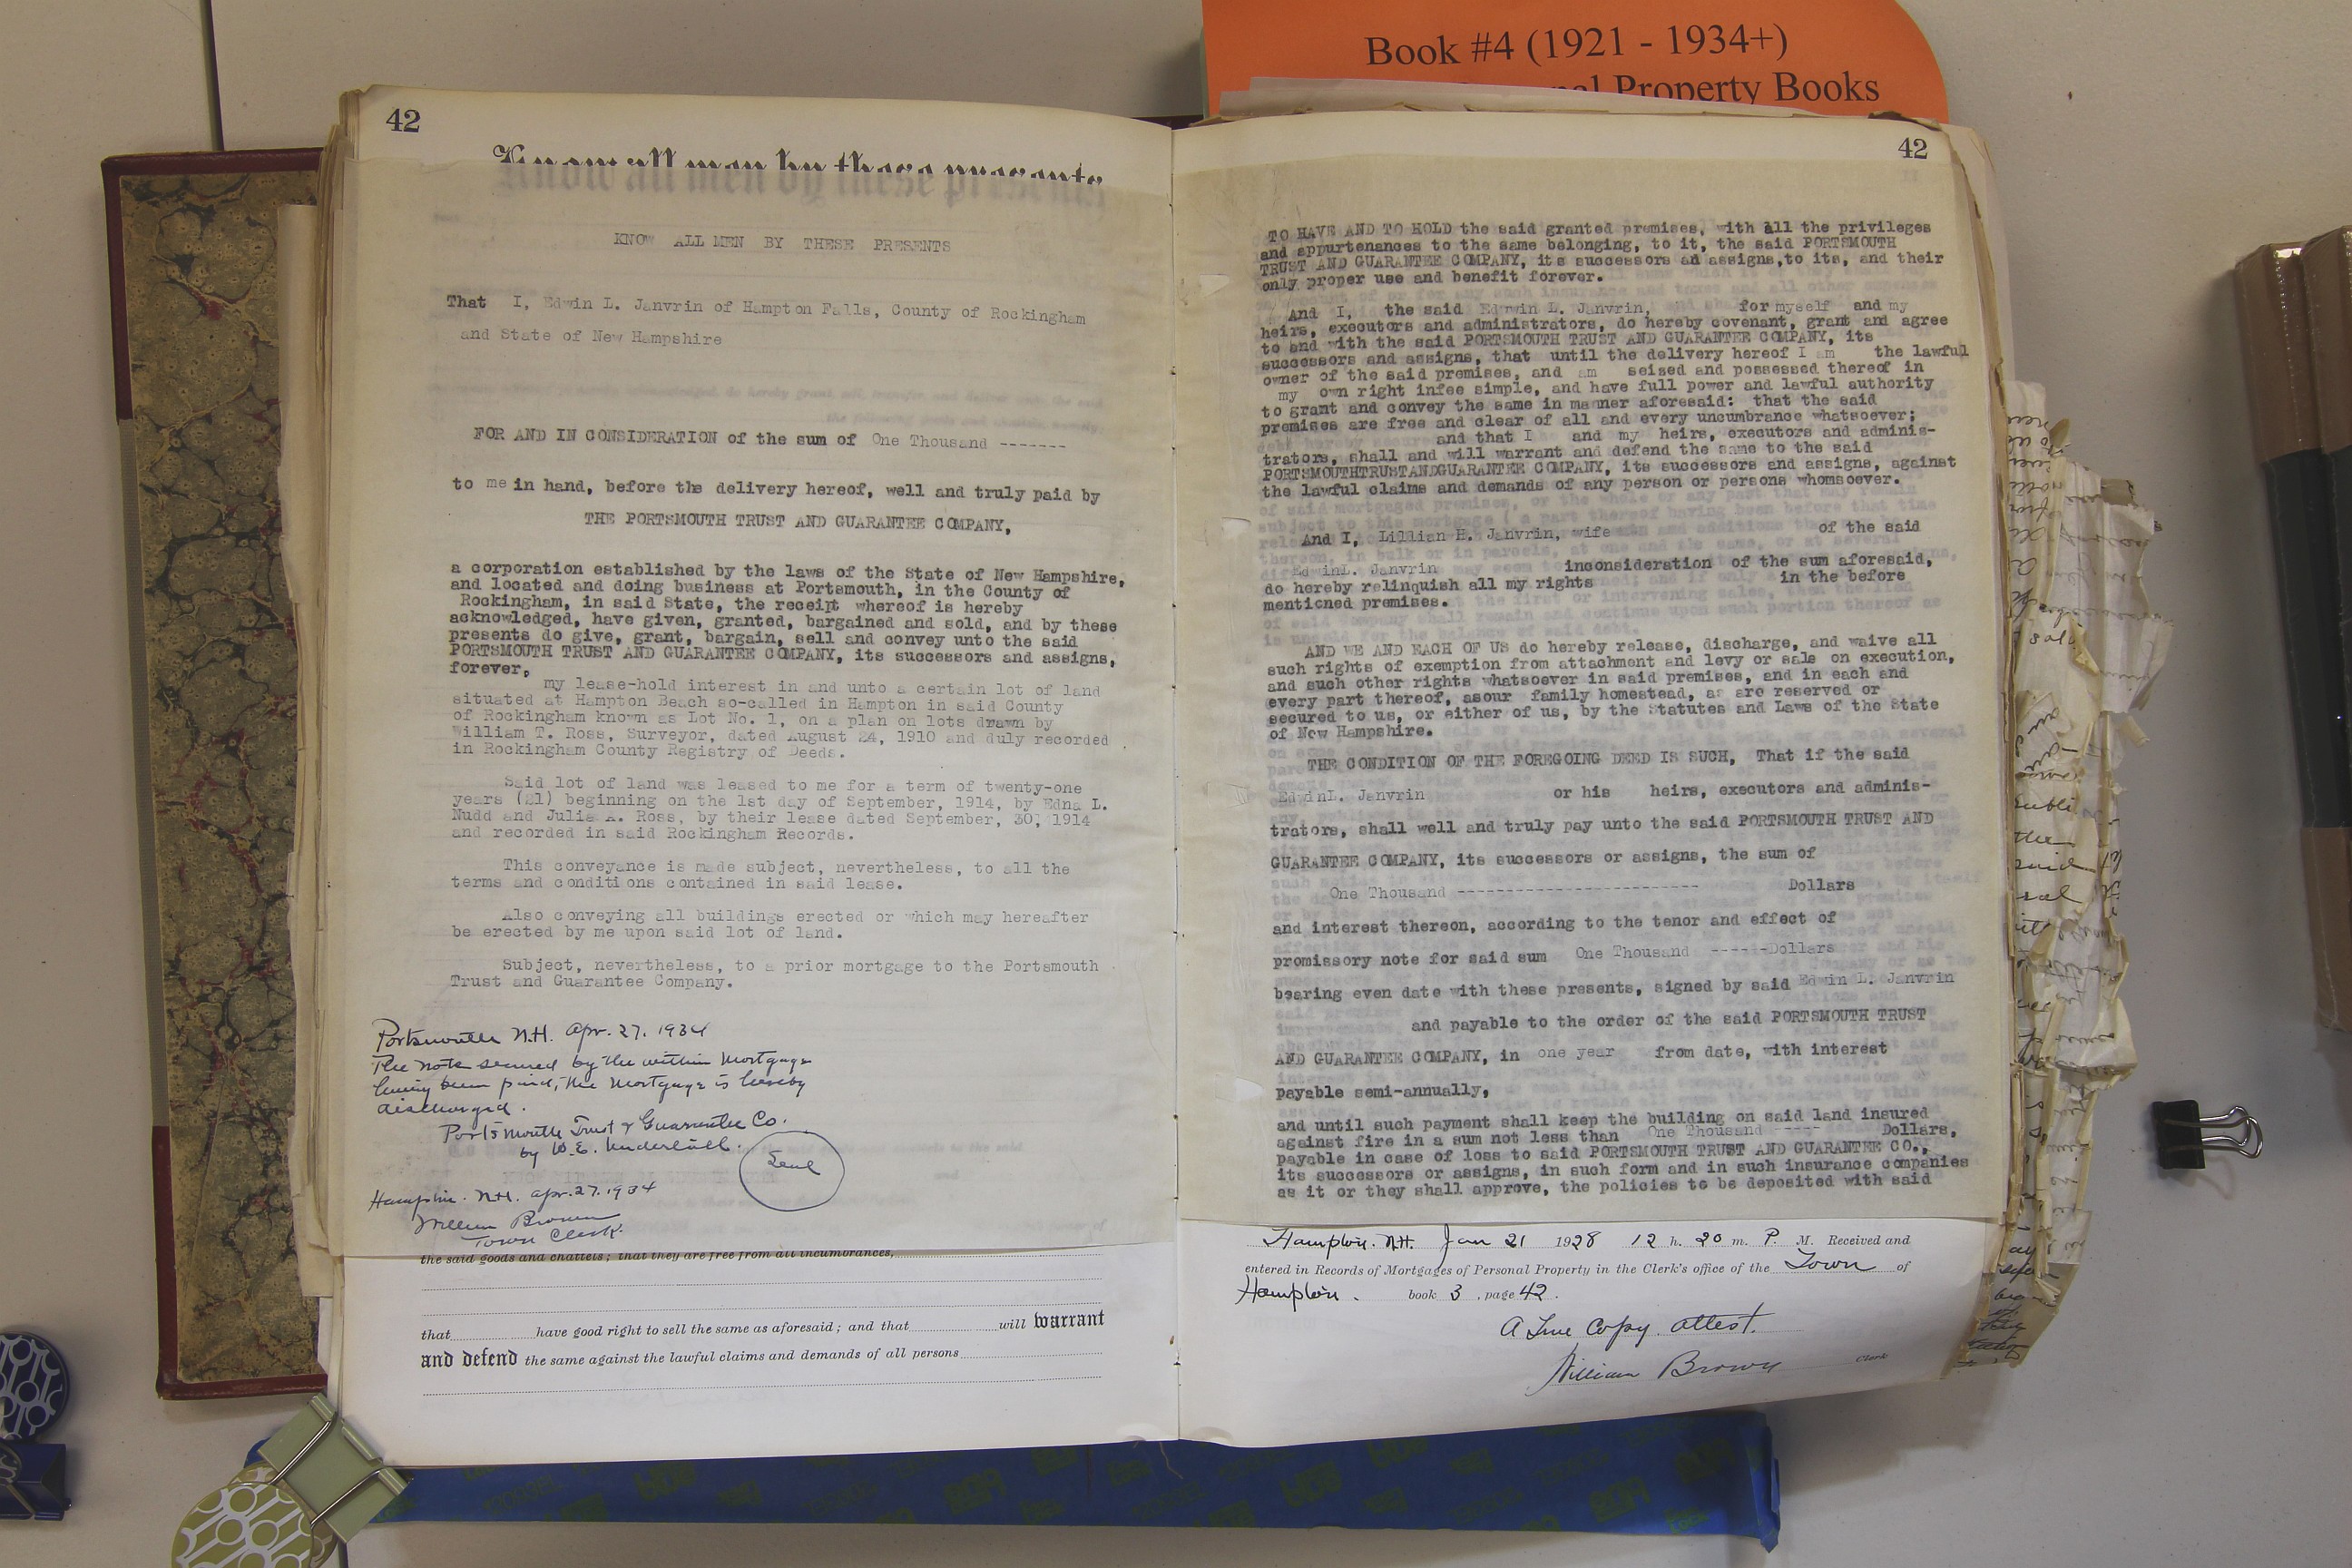 Book #4 (1921 - 1934+)
Property Books
42
Know all men by these presents
KNOW ALL MEN BY THESE PRESENTS
That I, Edwin L. Janvrin of Hampton Falls, County of Rockingham
and State of New Hampshire
FOR AND IN CONSIDERATION of the sum of One Thousand -------
to me in hand, before the delivery hereof, well and truly paid by
THE PORTSMOUTH TRUST AND GUARANTEE COMPANY,
a corporation established by the laws of the State of New Hampshire,
and located and doing business at Portsmouth, in the County of
Rockingham, in said State, the receipt whereof is hereby
acknowledged, have given, granted, bargained and sold, and by these
presents do give, grant, bargain, sell and convey unto the said
PORTSMOUTH TRUST AND GUARANTEE COMPANY, its successors and assigns,
forever,
my lease-hold interest in and unto a certain lot of land
situated at Hampton Beach so-called in Hampton in said County
of Rockingham known as Lot No. 1, on a plan on lots drawn by
William T. Ross, Surveyor, dated August 24, 1910 and duly recorded
in Rockingham County Registry of Deeds.
Said lot of land was leased to me for a term of twenty-one
years (21) beginning on the 1st day of September, 1914, by Edna L.
Nudd and Julia A. Ross, by their lease dated September, 30, 1914
and recorded in said Rockingham Records.
This conveyance is made subject, nevertheless, to all the
terms and conditions contained in said lease.
Also conveying all buildings erected or which may hereafter
be erected by me upon said lot of land.
Subject, nevertheless, to a prior mortgage to the Portsmouth
Trust and Guarantee Company.
Portsmouth N.H. Apr. 27. 1934
The note secured by the within Mortgage
having been paid, the Mortgage is hereby
discharged.
Portsmouth Trust & Guarantee Co.
by W. E. Underhill.
Seal
Hampton. N.H. Apr. 27. 1934
William Brown
Town Clerk.
the said goods and chattels; that they are free from all incumbrances,
that have good right to sell the same as aforesaid; and that will warrant
and defend the same against the lawful claims and demands of all persons
42
TO HAVE AND TO HOLD the said granted premises, with all the privileges
and appurtenances to the same belonging, to it, the said PORTSMOUTH
TRUST AND GUARANTEE COMPANY, its successors an assigns,to its, and their
only proper use and benefit forever.
And I, the said Edwin L. Janvrin, for myself and my
heirs, executors and administrators, do hereby covenant, grant and agree
to and with the said PORTSMOUTH TRUST AND GUARANTEE COMPANY, its
successors and assigns, that until the delivery hereof I am the lawful
owner of the said premises, and am seised and possessed thereof in
my own right infee simple, and have full power and lawful authority
to grant and convey the same in manner aforesaid: that the said
premises are free and clear of all and every uncumbrance whatsoever;
and that I and my heirs, executors and adminis-
trators, shall and will warrant and defend the same to the said
PORTSMOUTHTRUSTANDGUARANTEE COMPANY, its successors and assigns, against
the lawful claims and demands of any person or persons whomsoever.
And I, Lillian H. Janvrin, wife of the said
EdwinL. Janvrin inconsideration of the sum aforesaid,
do hereby relinquish all my rights in the before
mentioned premises.
AND WE AND EACH OF US do hereby release, discharge, and waive all
such rights of exemption from attachment and levy or sale on execution,
and such other rights whatsoever in said premises, and in each and
every part thereof, asour family homestead, as are reserved or
secured to us, or either of us, by the Statutes and Laws of the State
of New Hampshire.
THE CONDITION OF THE FOREGOING DEED IS SUCH, That if the said
EdwinL. Janvrin or his heirs, executors and adminis-
trators, shall well and truly pay unto the said PORTSMOUTH TRUST AND
GUARANTEE COMPANY, its successors or assigns, the sum of
One Thousand ------------------------- Dollars
and interest thereon, according to the tenor and effect of
promissory note for said sum One Thousand ------Dollars
bearing even date with these presents, signed by said Edwin L. Janvrin
and payable to the order of the said PORTSMOUTH TRUST
AND GUARANTEE COMPANY, in one year from date, with interest
payable semi-annually,
and until such payment shall keep the building on said land insured
against fire in a sum not less than One Thousand ----- Dollars,
payable in case of loss to said PORTSMOUTH TRUST AND GUARANTEE CO.,
its successors or assigns, in such form and in such insurance companies
as it or they shall approve, the policies to be deposited with said
Hampton. N.H. Jan 21 1928 12 h. 20 m. P. M. Received and
entered in Records of Mortgages of Personal Property in the Clerk's office of the Town of
Hampton. book 3, page 42.
A True Copy. Attest.
William Brown Clerk